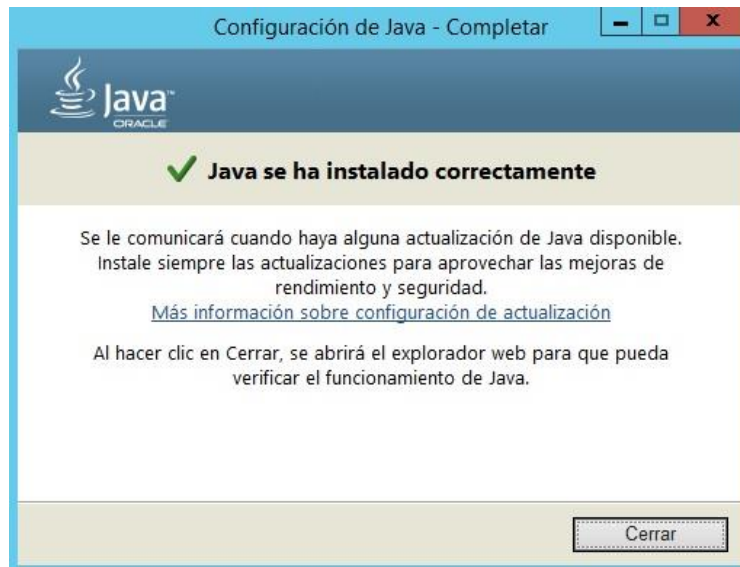 Configuración de Java - Completar
Java™
ORACLE
Java se ha instalado correctamente
Se le comunicará cuando haya alguna actualización de Java disponible.
Instale siempre las actualizaciones para aprovechar las mejoras de
rendimiento y seguridad.
Más información sobre configuración de actualización
Al hacer clic en Cerrar, se abrirá el explorador web para que pueda
verificar el funcionamiento de Java.
Cerrar